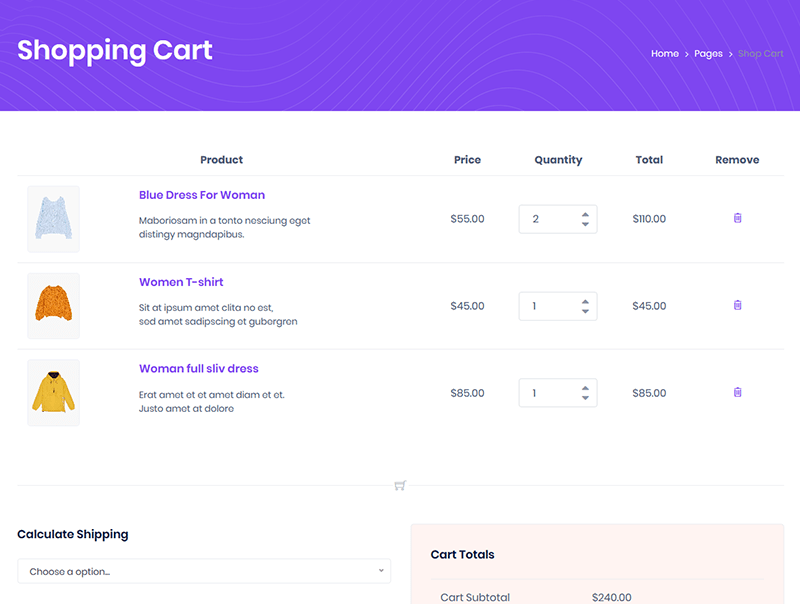 Shopping Cart
Home > Pages > Shop Cart
Product Price Quantity Total Remove
Blue Dress For Woman
Maboriosam in a tonto nesciung eget
distingy magndapibus.
$55.00 2 $110.00
Women T-shirt
Sit at ipsum amet clita no est,
sed amet sadipscing et gubergren
$45.00 1 $45.00
Woman full sliv dress
Erat amet et et amet diam et et.
Justo amet at dolore
$85.00 1 $85.00
Calculate Shipping
Choose a option...
Cart Totals
Cart Subtotal $240.00